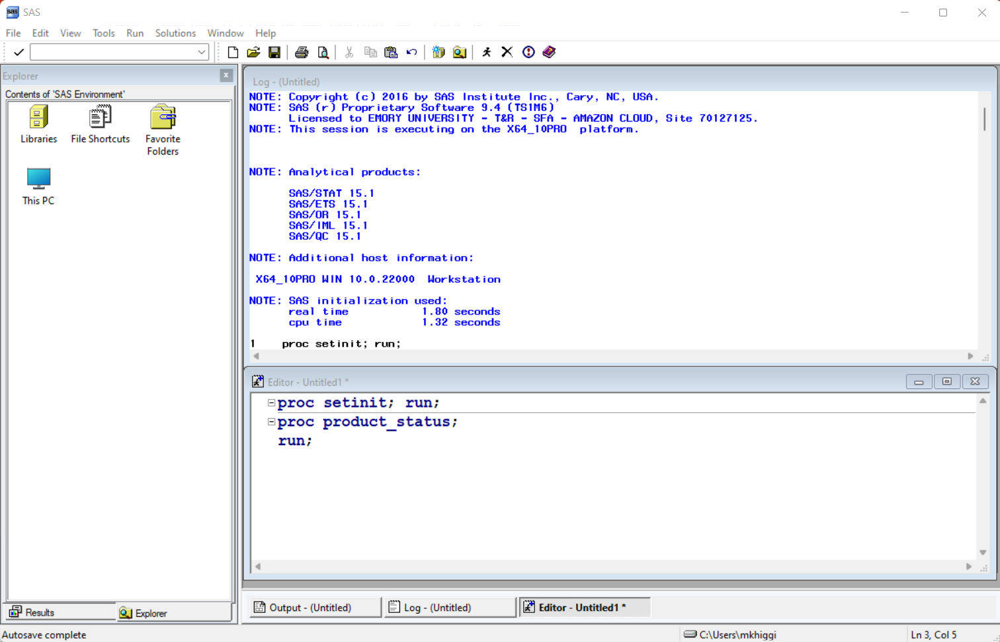 SAS
File Edit View Tools Run Solutions Window Help
Explorer
Contents of 'SAS Environment'
Libraries
File Shortcuts
Favorite Folders
This PC
Results
Explorer
Log - (Untitled)
NOTE: Copyright (c) 2016 by SAS Institute Inc., Cary, NC, USA.
NOTE: SAS (r) Proprietary Software 9.4 (TS1M6)
Licensed to EMORY UNIVERSITY - T&R - SFA - AMAZON CLOUD, Site 70127125.
NOTE: This session is executing on the X64_10PRO platform.
NOTE: Analytical products:
SAS/STAT 15.1
SAS/ETS 15.1
SAS/OR 15.1
SAS/IML 15.1
SAS/QC 15.1
NOTE: Additional host information:
X64_10PRO WIN 10.0.22000 Workstation
NOTE: SAS initialization used:
real time 1.80 seconds
cpu time 1.32 seconds
1 proc setinit; run;
Editor - Untitled1 *
proc setinit; run;
proc product_status;
run;
Output - (Untitled)
Log - (Untitled)
Editor - Untitled1 *
Autosave complete
C:\Users\mkhiggi
Ln 3, Col 5